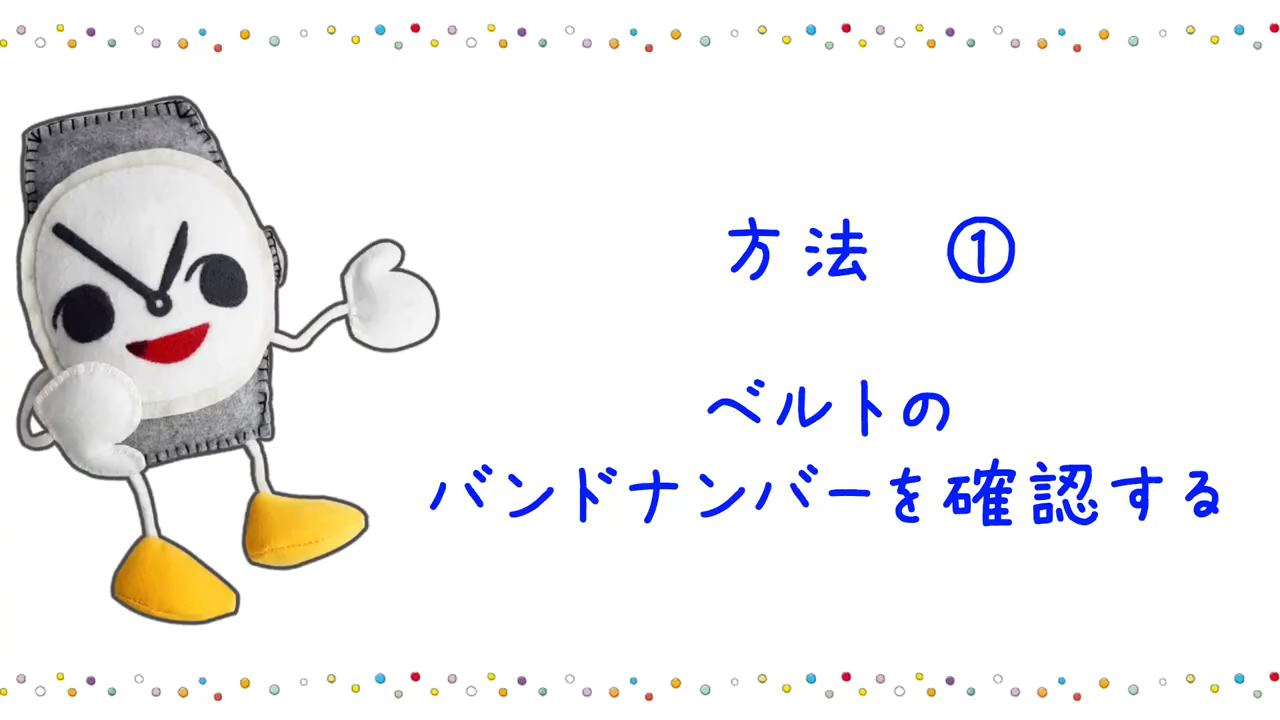 方法　①
ベルトの
バンドナンバーを確認する